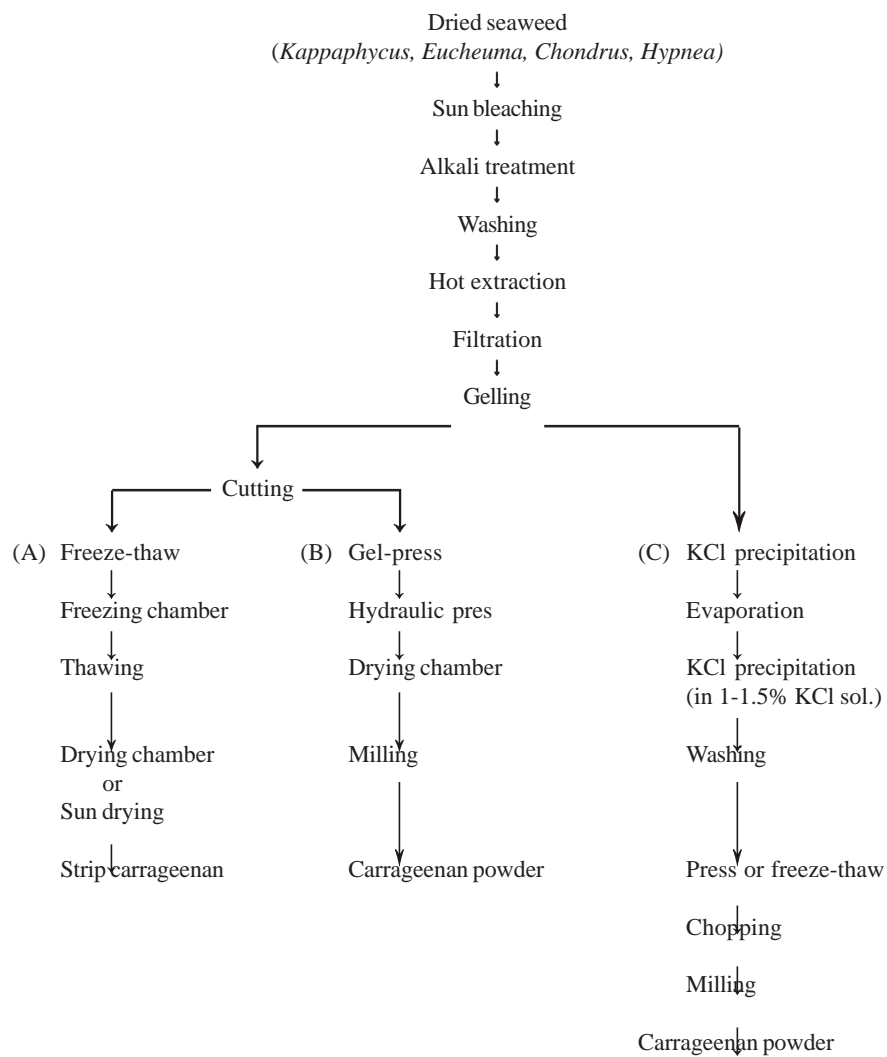 Dried seaweed
(Kappaphycus, Eucheuma, Chondrus, Hypnea)
Sun bleaching
Alkali treatment
Washing
Hot extraction
Filtration
Gelling
Cutting
(A) Freeze-thaw
Freezing chamber
Thawing
Drying chamber
or
Sun drying
Strip carrageenan
(B) Gel-press
Hydraulic pres
Drying chamber
Milling
Carrageenan powder
(C) KCl precipitation
Evaporation
KCl precipitation
(in 1-1.5% KCl sol.)
Washing
Press or freeze-thaw
Chopping
Milling
Carrageenan powder